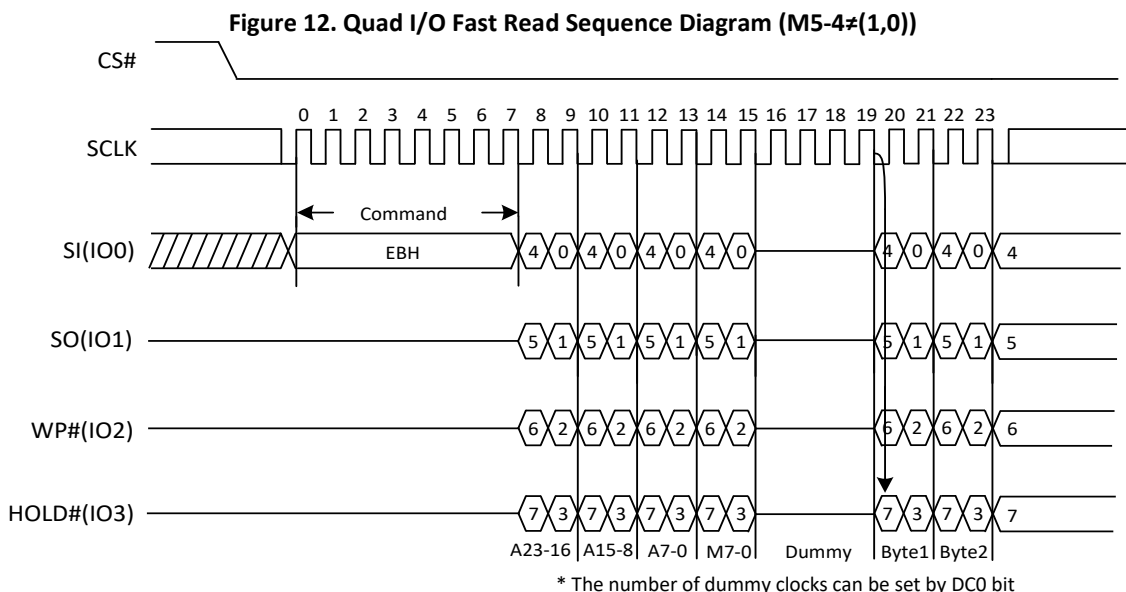 Figure 12. Quad I/O Fast Read Sequence Diagram (M5-4≠(1,0))
CS#
0 1 2 3 4 5 6 7 8 9 10 11 12 13 14 15 16 17 18 19 20 21 22 23
SCLK
Command
SI(IO0) EBH 4 0 4 0 4 0 4 0 4 0 4 0 4
SO(IO1) 5 1 5 1 5 1 5 1 5 1 5 1 5
WP#(IO2) 6 2 6 2 6 2 6 2 6 2 6 2 6
HOLD#(IO3) 7 3 7 3 7 3 7 3 7 3 7 3 7
A23-16 A15-8 A7-0 M7-0 Dummy Byte1 Byte2
* The number of dummy clocks can be set by DC0 bit